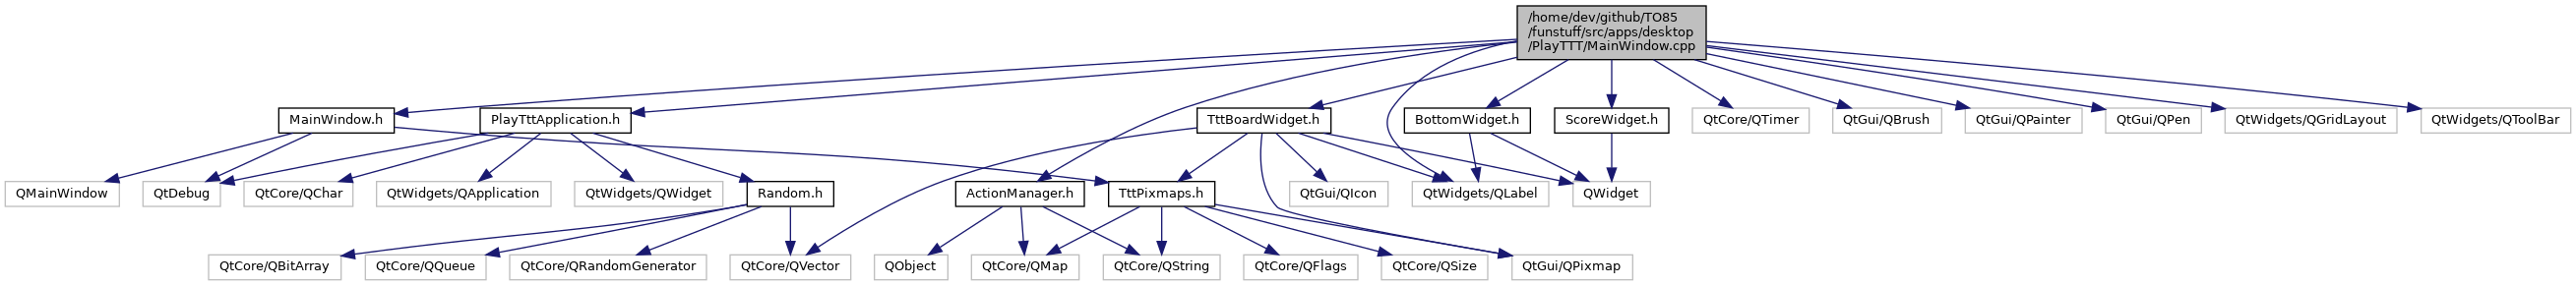 /home/dev/github/TO85
/funstuff/src/apps/desktop
/PlayTTT/MainWindow.cpp
MainWindow.h
PlayTttApplication.h
TttBoardWidget.h
BottomWidget.h
ScoreWidget.h
QtCore/QTimer
QtGui/QBrush
QtGui/QPainter
QtGui/QPen
QtWidgets/QGridLayout
QtWidgets/QToolBar
QMainWindow
QtDebug
QtCore/QChar
QtWidgets/QApplication
QtWidgets/QWidget
Random.h
ActionManager.h
TttPixmaps.h
QtGui/QIcon
QtWidgets/QLabel
QWidget
QtCore/QBitArray
QtCore/QQueue
QtCore/QRandomGenerator
QtCore/QVector
QObject
QtCore/QMap
QtCore/QString
QtCore/QFlags
QtCore/QSize
QtGui/QPixmap